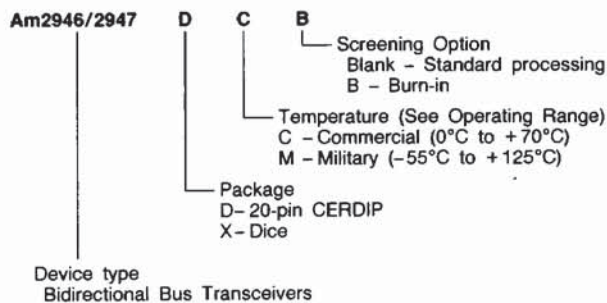 Am2946/2947 D C B
Screening Option
Blank – Standard processing
B – Burn-in
Temperature (See Operating Range)
C – Commercial (0°C to +70°C)
M – Military (–55°C to +125°C)
Package
D– 20-pin CERDIP
X– Dice
Device type
Bidirectional Bus Transceivers